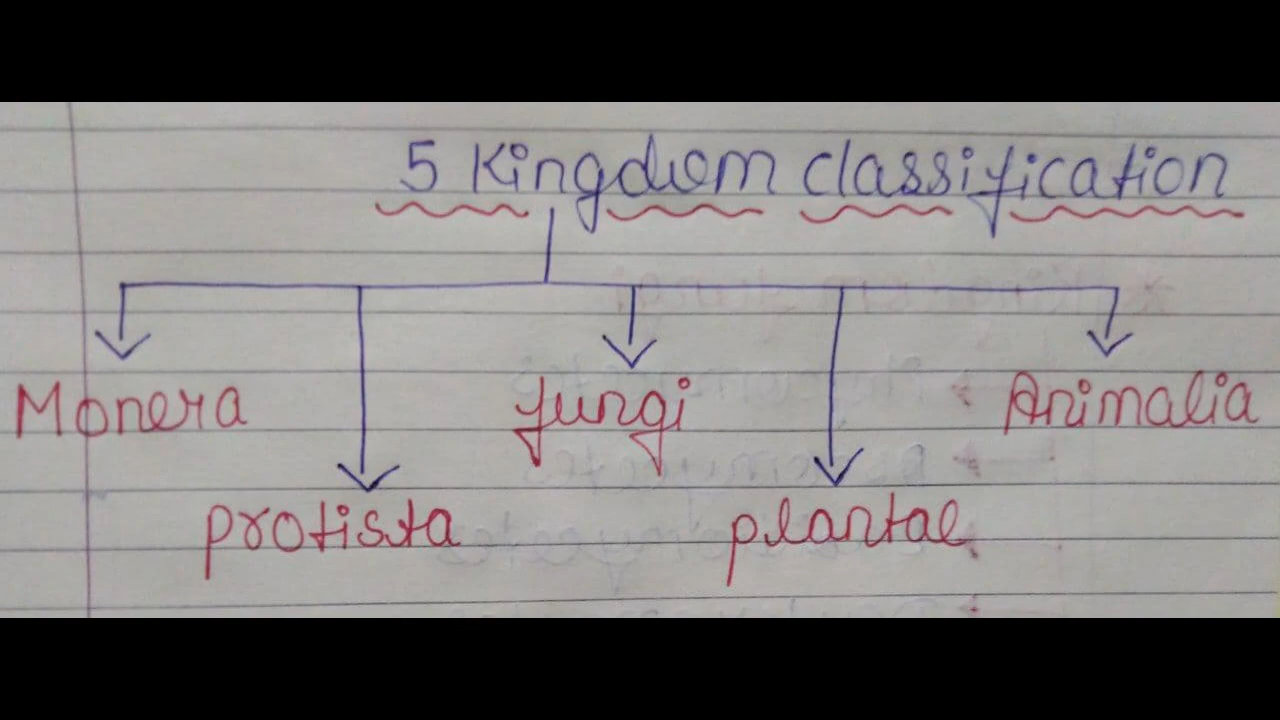 5 Kingdom classification
Monera fungi Animalia
protista plantae